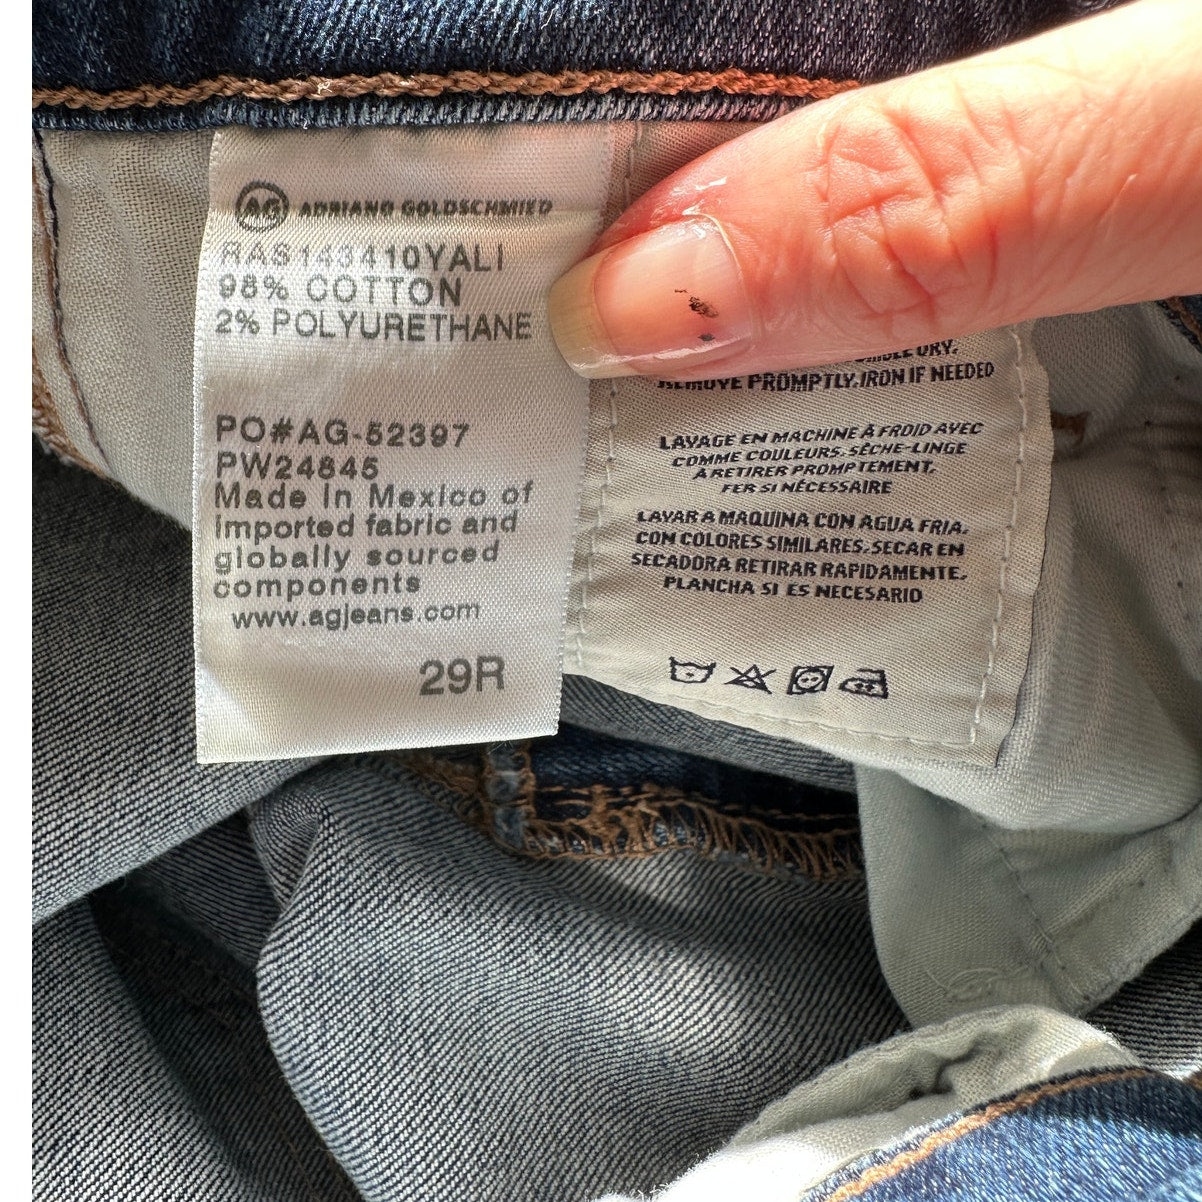 AG ADRIANO GOLDSCHMIED
RAS143410YALI
98% COTTON
2% POLYURETHANE
PO#AG-52397
PW24845
Made in Mexico of
imported fabric and
globally sourced
components
www.agjeans.com
29R
DRY.
REMOVE PROMPTLY.IRON IF NEEDED
LAVAGE EN MACHINE À FROID AVEC
COMME COULEURS. SÈCHE-LINGE
À RETIRER PROMPTEMENT.
FER SI NÉCESSAIRE
LAVAR A MAQUINA CON AGUA FRIA.
CON COLORES SIMILARES. SECAR EN
SECADORA RETIRAR RAPIDAMENTE.
PLANCHA SI ES NECESARIO